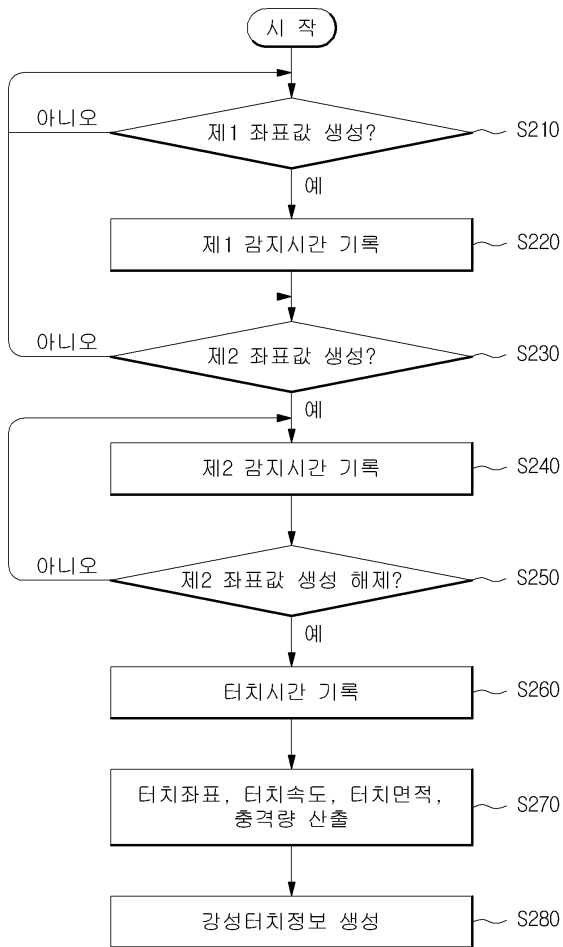 시 작
아니오
제1 좌표값 생성?
S210
예
제1 감지시간 기록
S220
아니오
제2 좌표값 생성?
S230
예
제2 감지시간 기록
S240
아니오
제2 좌표값 생성 해제?
S250
예
터치시간 기록
S260
터치좌표, 터치속도, 터치면적,
충격량 산출
S270
강성터치정보 생성
S280